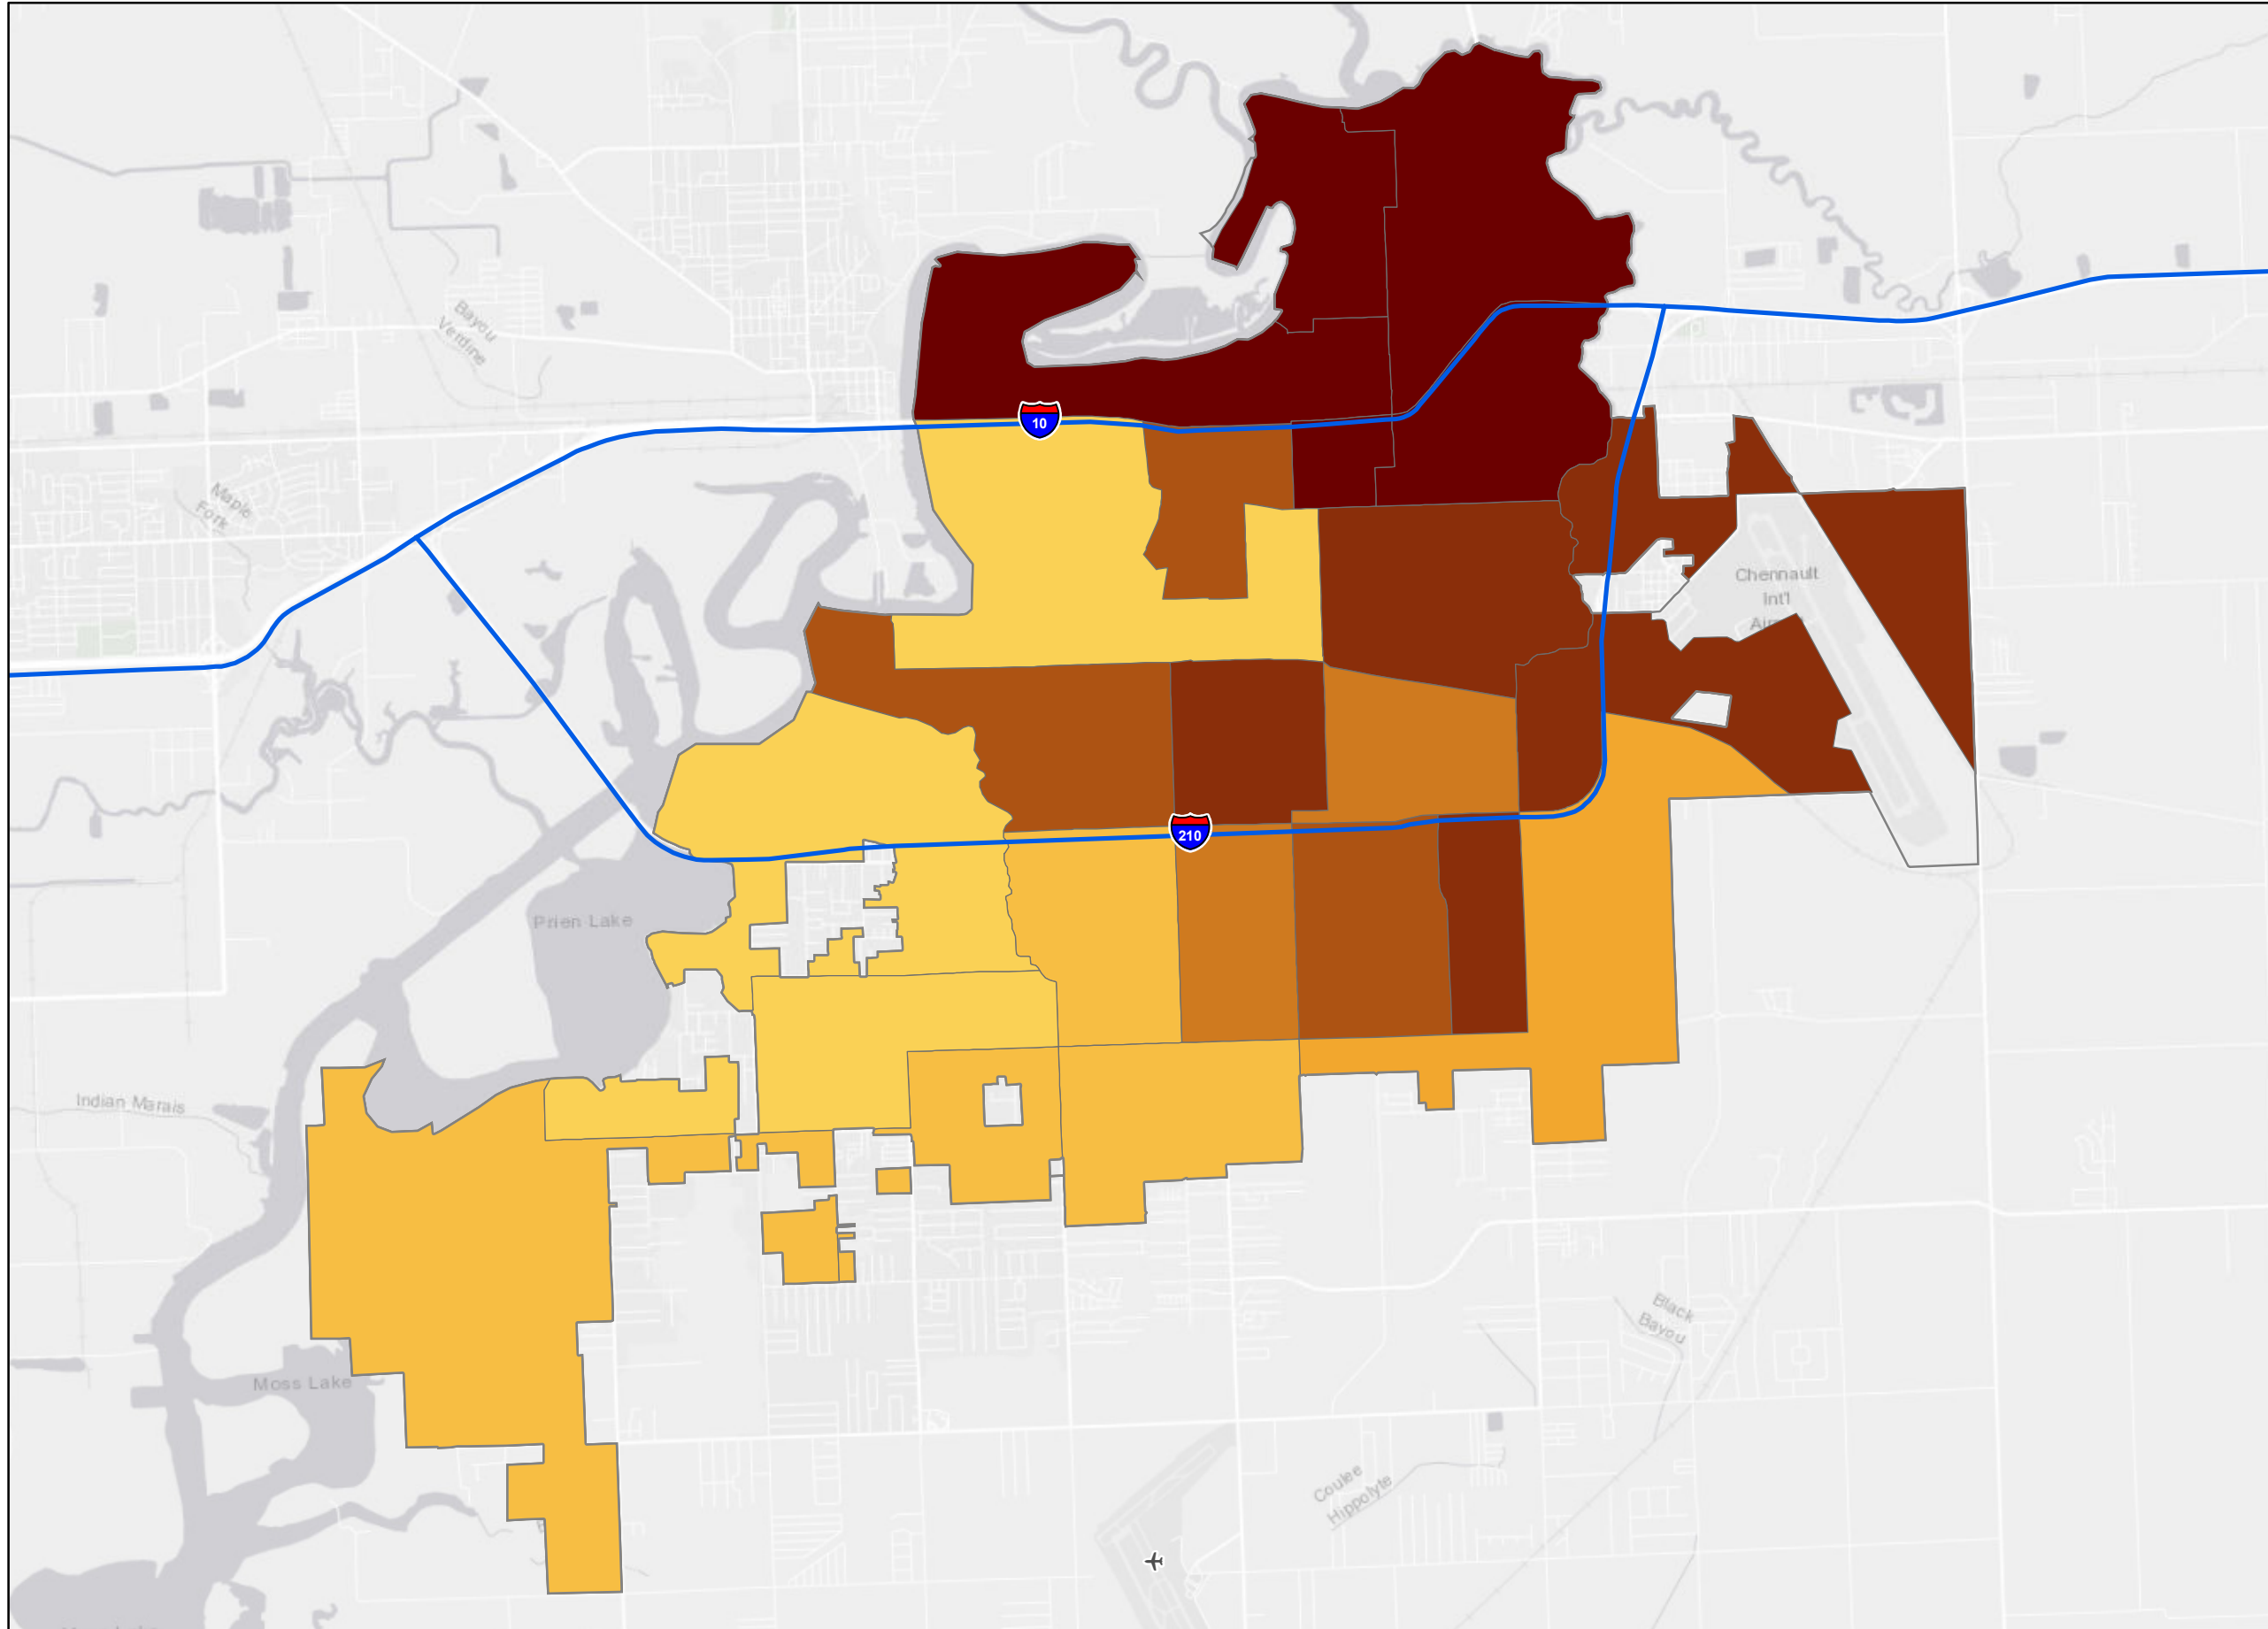 Bayou
Verdine
10
Maple
Fork
Chennault
Int'l
210
Prien Lake
Indian Marais
Black
Bayou
Moss Lake
Coulee
Hippolyte